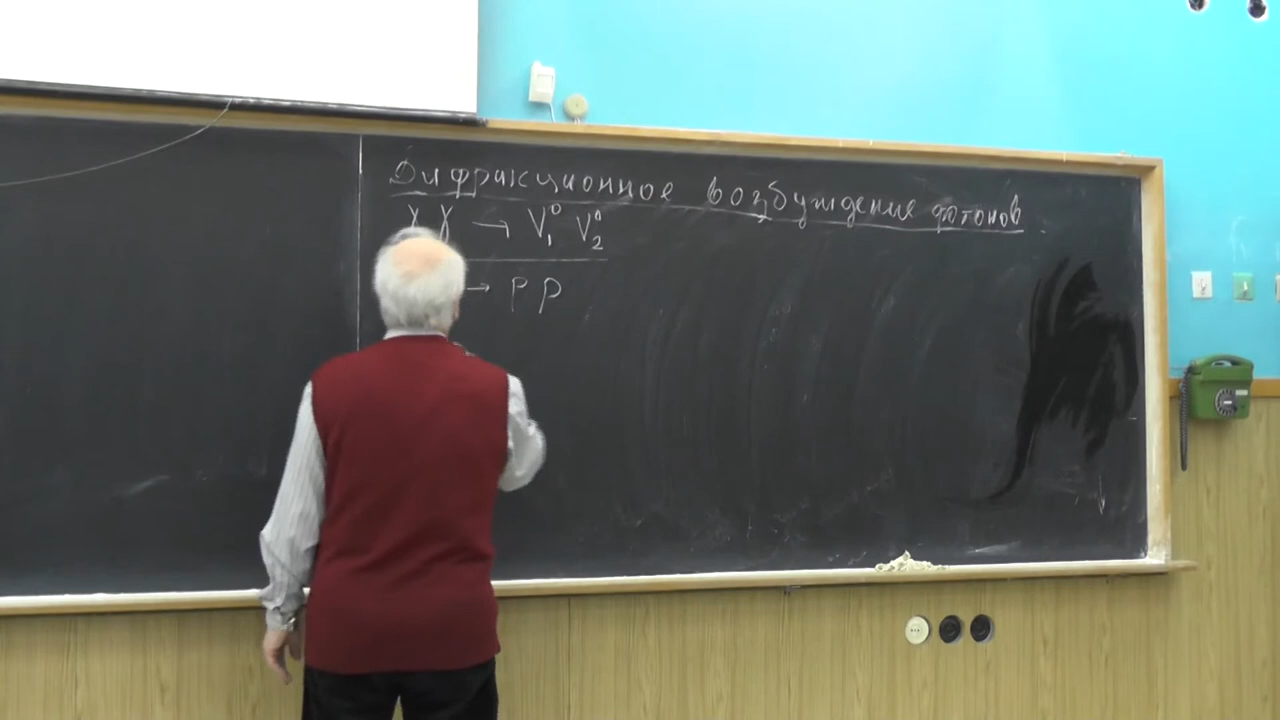 Дифракционное возбуждение фотонов.
γ γ → V₁⁰ V₂⁰
→ p p